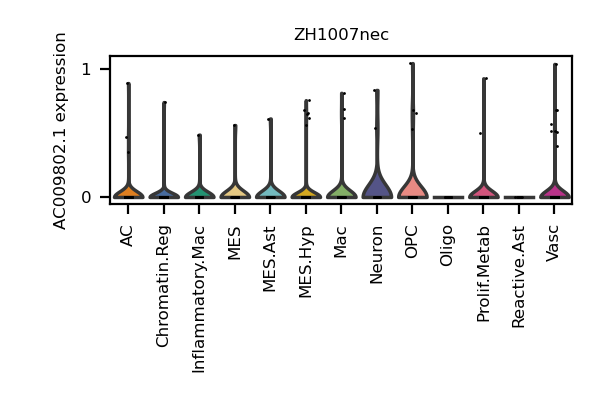 ZH1007nec
AC009802.1 expression
1
0
AC
Chromatin.Reg
Inflammatory.Mac
MES
MES.Ast
MES.Hyp
Mac
Neuron
OPC
Oligo
Prolif.Metab
Reactive.Ast
Vasc